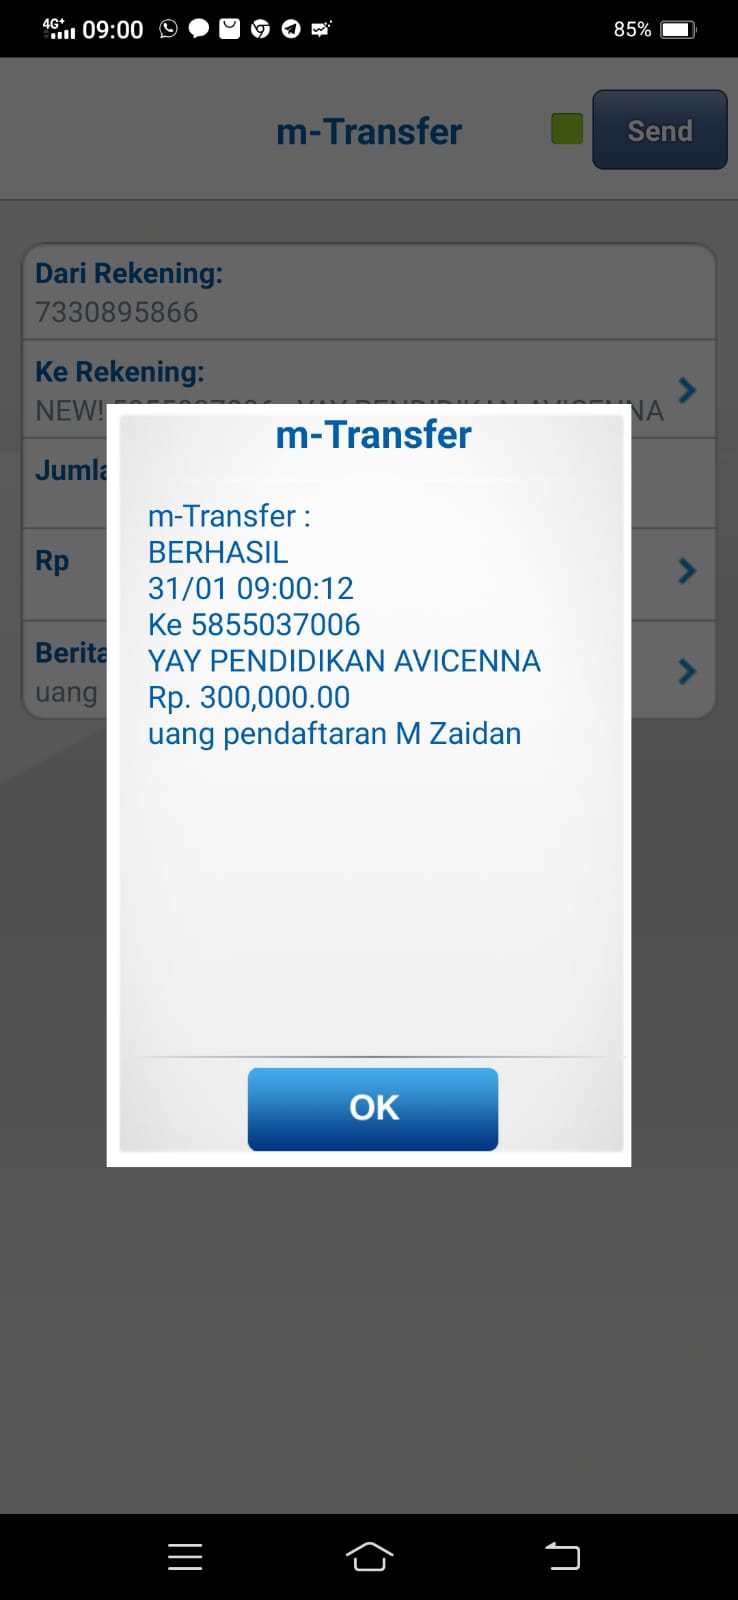 4G+ 09:00 85%
m-Transfer Send
Dari Rekening:
7330895866
Ke Rekening:
NEW! NA
m-Transfer
m-Transfer :
BERHASIL
31/01 09:00:12
Ke 5855037006
YAY PENDIDIKAN AVICENNA
Rp. 300,000.00
uang pendaftaran M Zaidan
Jumla
Rp
Berita
uang
OK